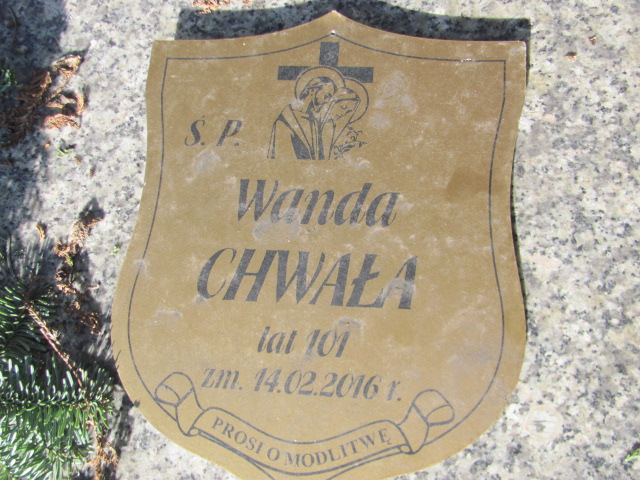 Ś. P.
Wanda
CHWAŁA
lat 101
zm. 14.02.2016 r.
PROSI O MODLITWĘ